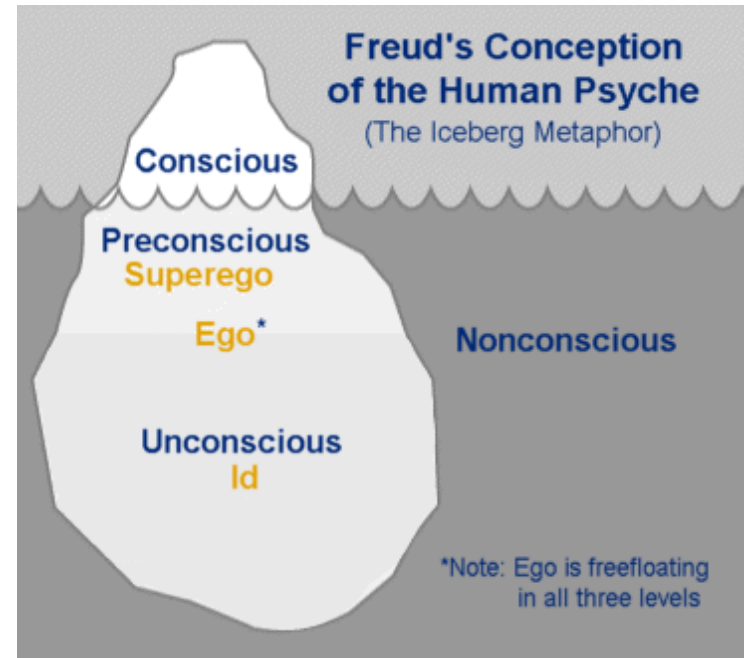 Freud's Conception
of the Human Psyche
(The Iceberg Metaphor)
Conscious
Preconscious
Superego
Ego*
Nonconscious
Unconscious
Id
*Note: Ego is freefloating
in all three levels